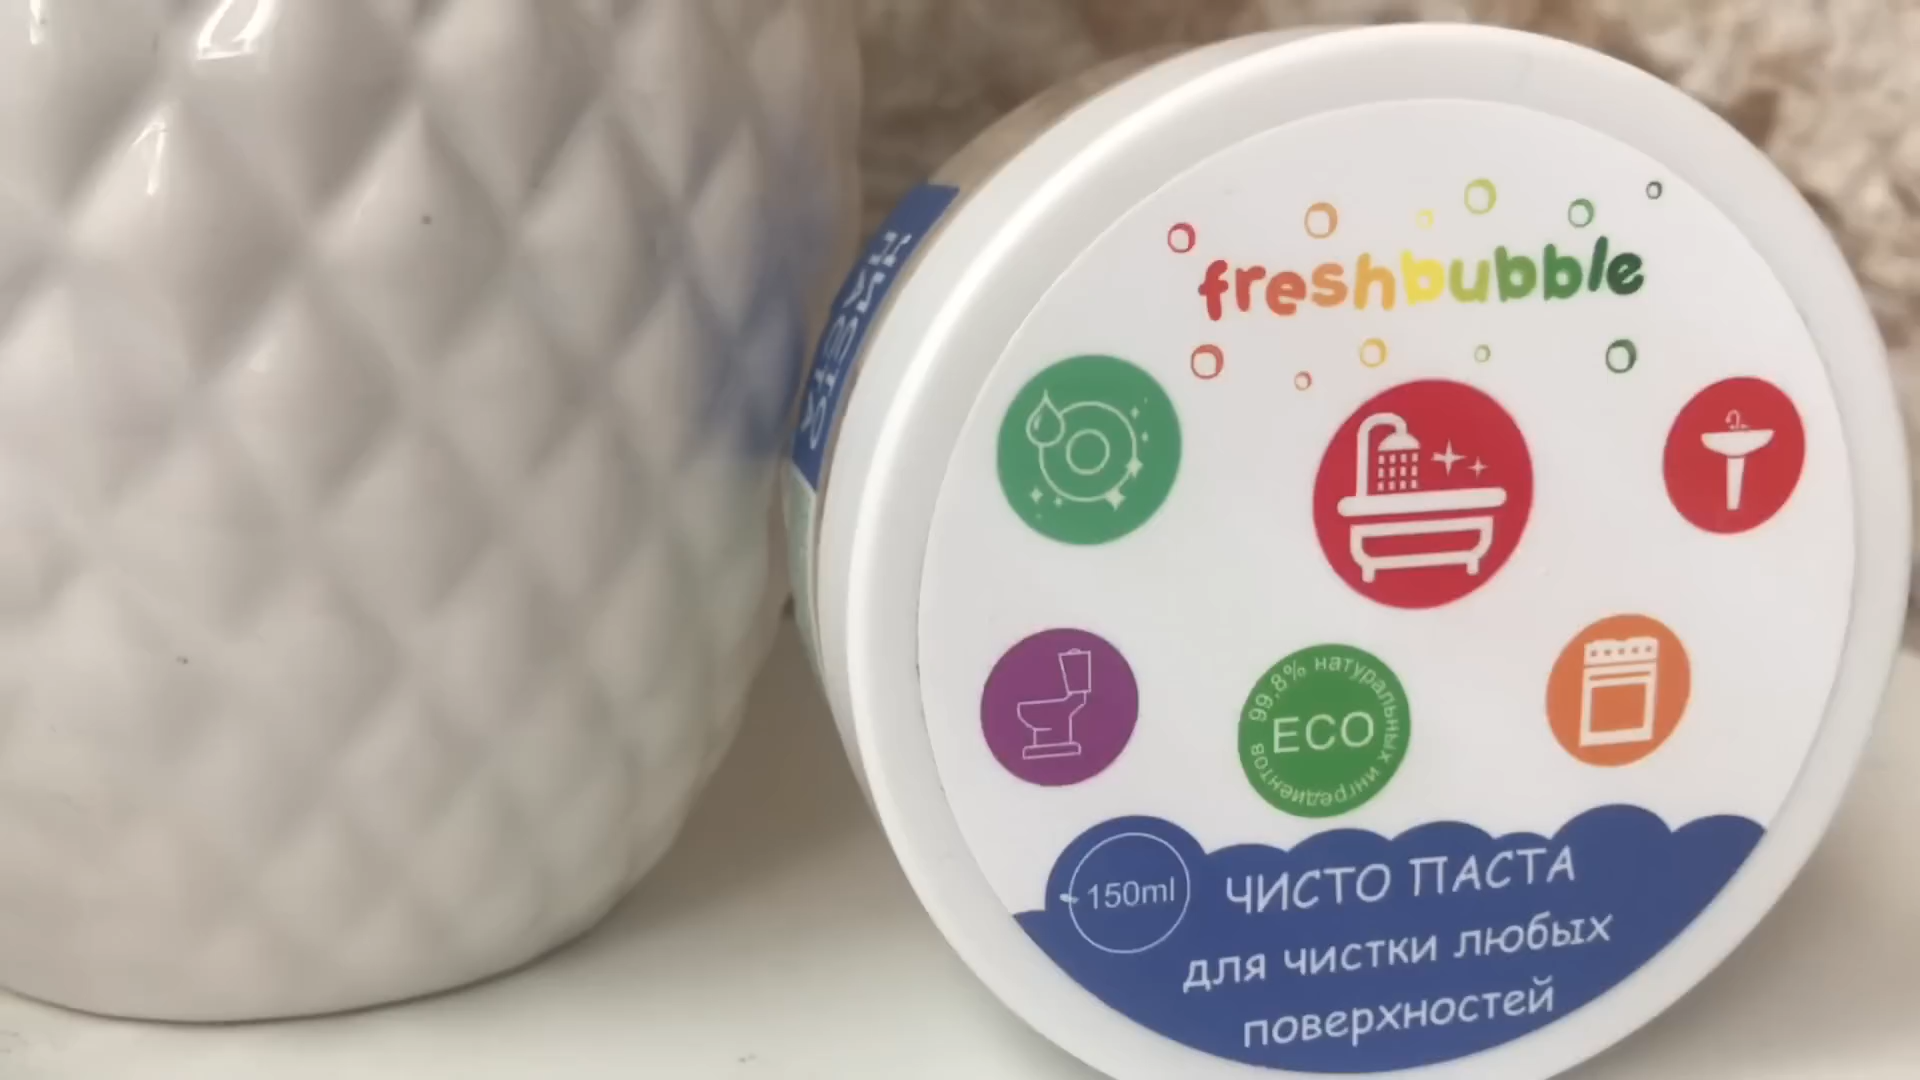 freshbubble
99,8% натуральных ингредиентов
ECO
150ml
ЧИСТО ПАСТА
для чистки любых
поверхностей